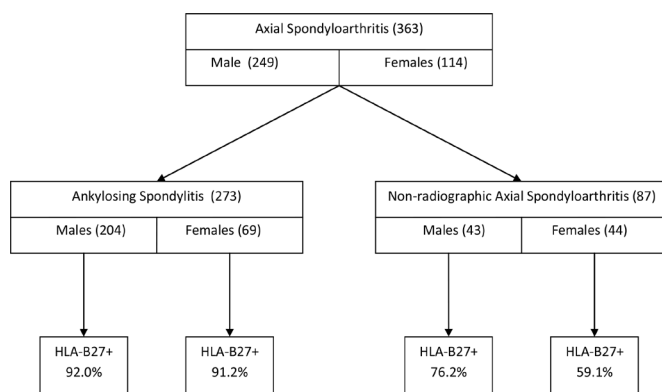 Axial Spondyloarthritis (363)
Male (249)
Females (114)
Ankylosing Spondylitis (273)
Males (204)
Females (69)
Non-radiographic Axial Spondyloarthritis (87)
Males (43)
Females (44)
HLA-B27+
92.0%
HLA-B27+
91.2%
HLA-B27+
76.2%
HLA-B27+
59.1%